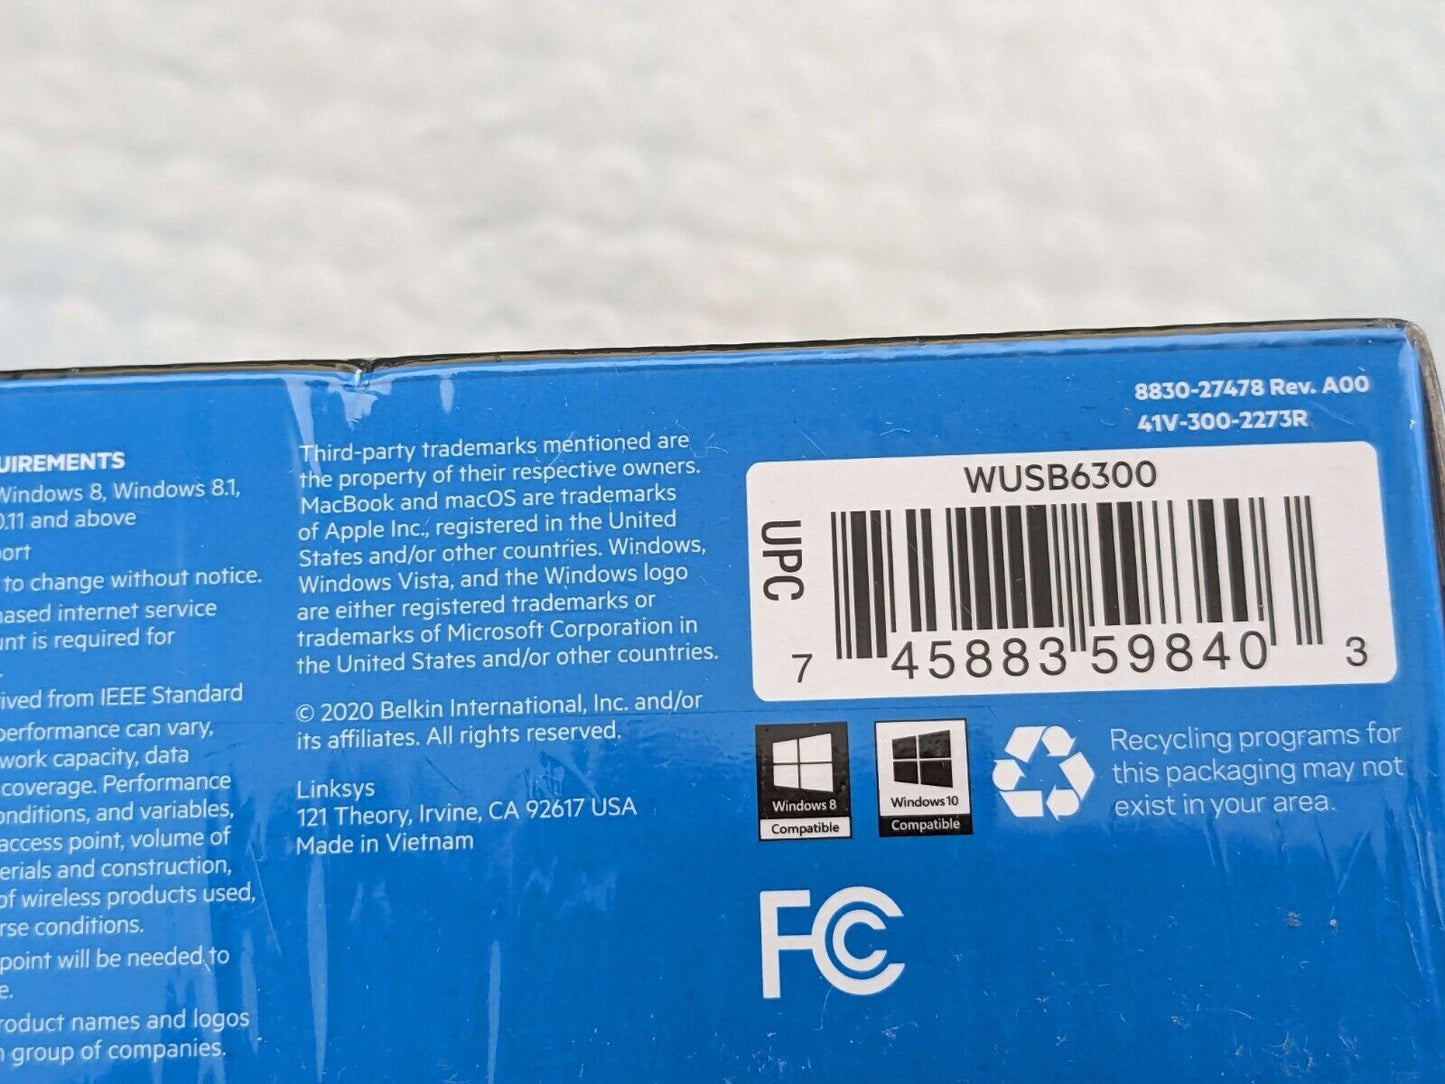 8830-27478 Rev. A00
41V-300-2273R
UIREMENTS
Windows 8, Windows 8.1,
0.11 and above
ort
to change without notice.
hased internet service
unt is required for
ived from IEEE Standard
performance can vary,
work capacity, data
coverage. Performance
onditions, and variables,
access point, volume of
terials and construction,
of wireless products used,
rse conditions.
point will be needed to
e.
roduct names and logos
n group of companies.
Third-party trademarks mentioned are
the property of their respective owners.
MacBook and macOS are trademarks
of Apple Inc., registered in the United
States and/or other countries. Windows,
Windows Vista, and the Windows logo
are either registered trademarks or
trademarks of Microsoft Corporation in
the United States and/or other countries.
© 2020 Belkin International, Inc. and/or
its affiliates. All rights reserved.
Linksys
121 Theory, Irvine, CA 92617 USA
Made in Vietnam
WUSB6300
UPC
7 45883 59840 3
Windows 8
Compatible
Windows 10
Compatible
Recycling programs for
this packaging may not
exist in your area.
FC